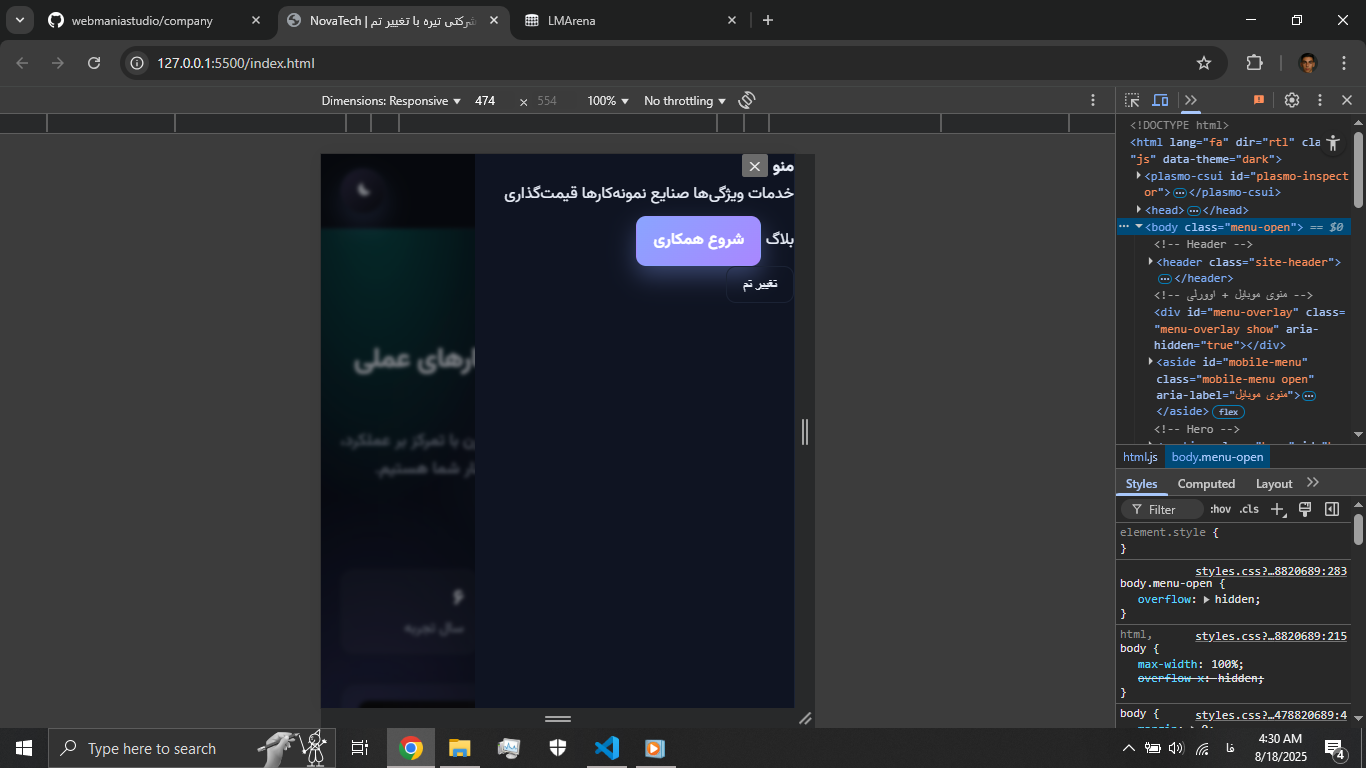 webmaniastudio/company
NovaTech | شرکتی تیره با تغییر تم
LMArena
127.0.0.1:5500/index.html
Dimensions: Responsive
474
×
554
100%
No throttling
منو
خدمات ویژگی‌ها صنایع نمونه‌کارها قیمت‌گذاری
بلاگ
شروع همکاری
تغییر تم
ارهای عملی
ن با تمرکز بر عملکرد،
ار شما هستیم.
۶
سال تجربه
<!DOCTYPE html>
<html lang="fa" dir="rtl" cla
"js" data-theme="dark">
<plasmo-csui id="plasmo-inspect
or"> </plasmo-csui>
<head> </head>
<body class="menu-open"> == $0
<!-- Header -->
<header class="site-header">
</header>
<!-- منوی موبایل + اوورلی -->
<div id="menu-overlay" class=
"menu-overlay show" aria-
hidden="true"></div>
<aside id="mobile-menu"
class="mobile-menu open"
aria-label="منوی موبایل">
</aside> flex
<!-- Hero -->
html.js
body.menu-open
Styles
Computed
Layout
Filter
:hov
.cls
element.style {
}
styles.css?…8820689:283
body.menu-open {
overflow: hidden;
}
html,
styles.css?…8820689:215
body {
max-width: 100%;
overflow-x: hidden;
}
body {
styles.css?…478820689:4
Type here to search
فا
4:30 AM
8/18/2025
4